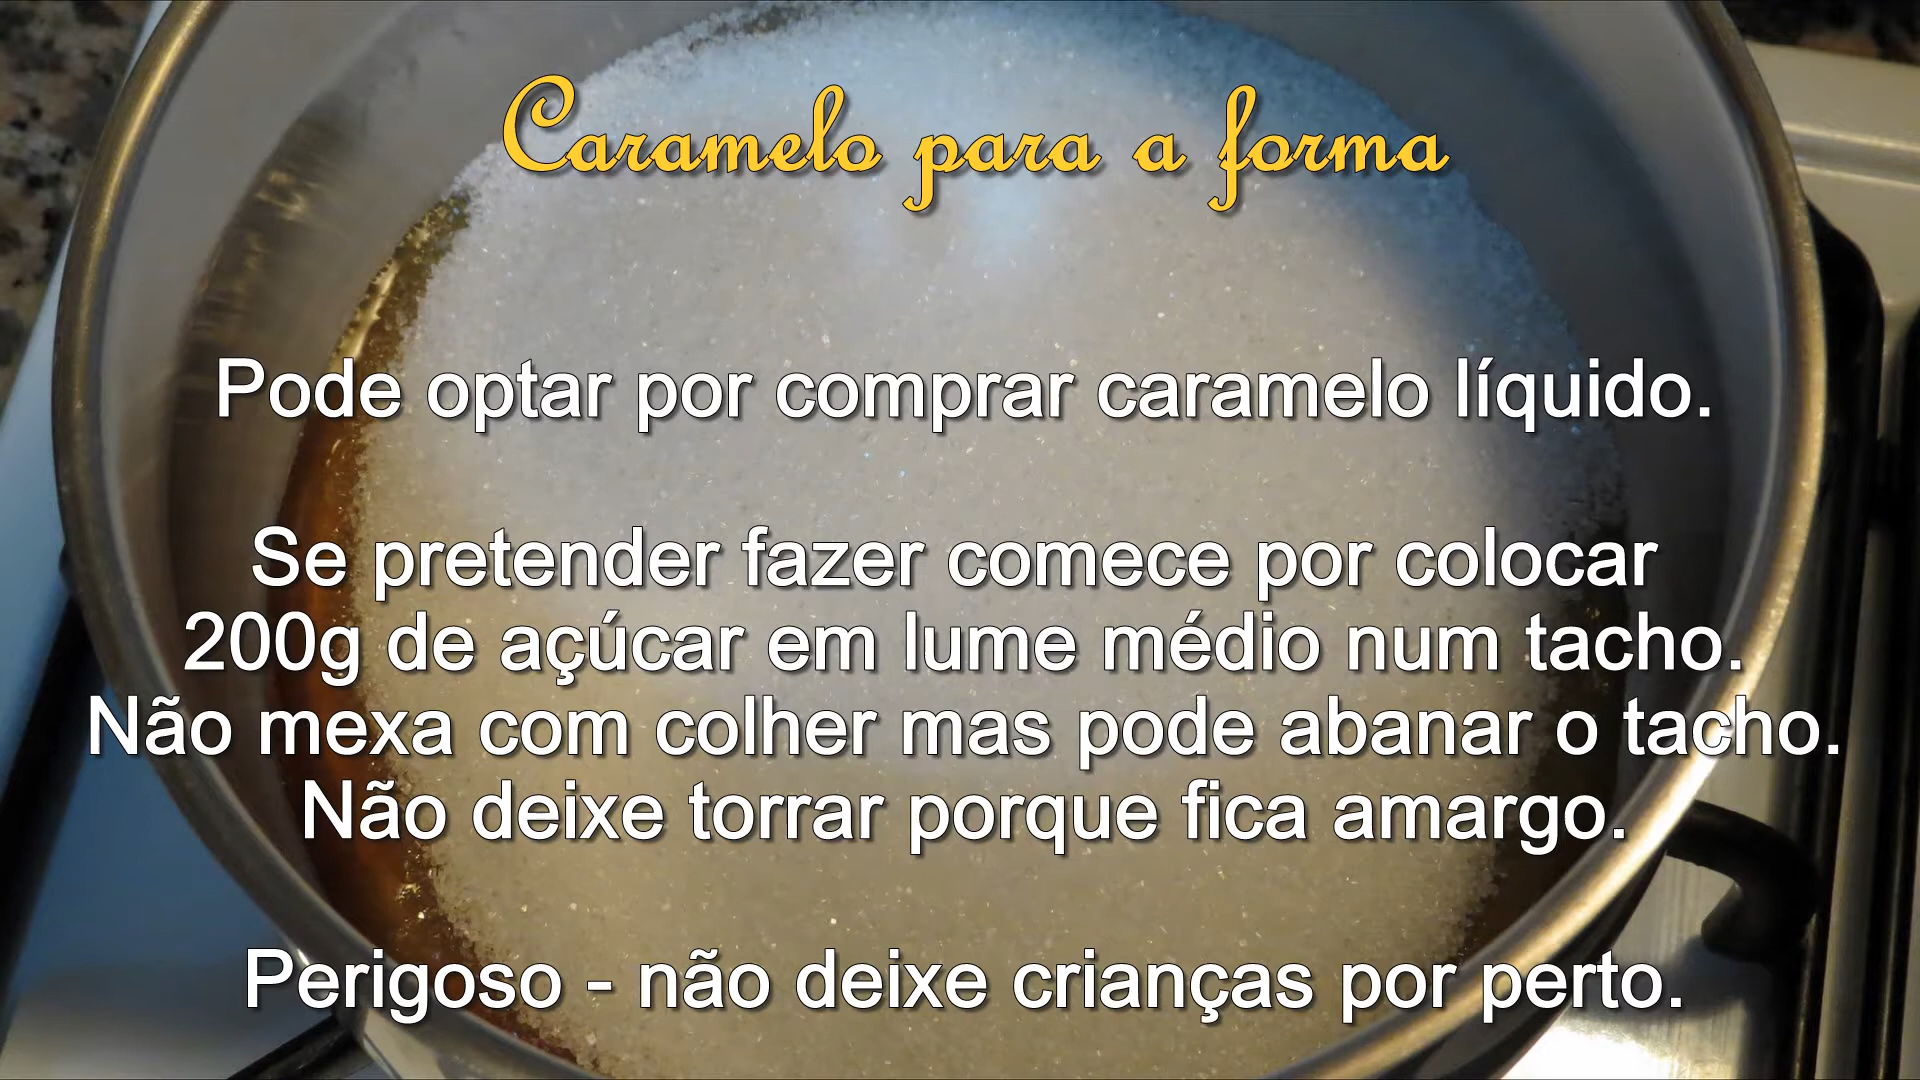 Caramelo para a forma
Pode optar por comprar caramelo líquido.
Se pretender fazer comece por colocar
200g de açúcar em lume médio num tacho.
Não mexa com colher mas pode abanar o tacho.
Não deixe torrar porque fica amargo.
Perigoso - não deixe crianças por perto.